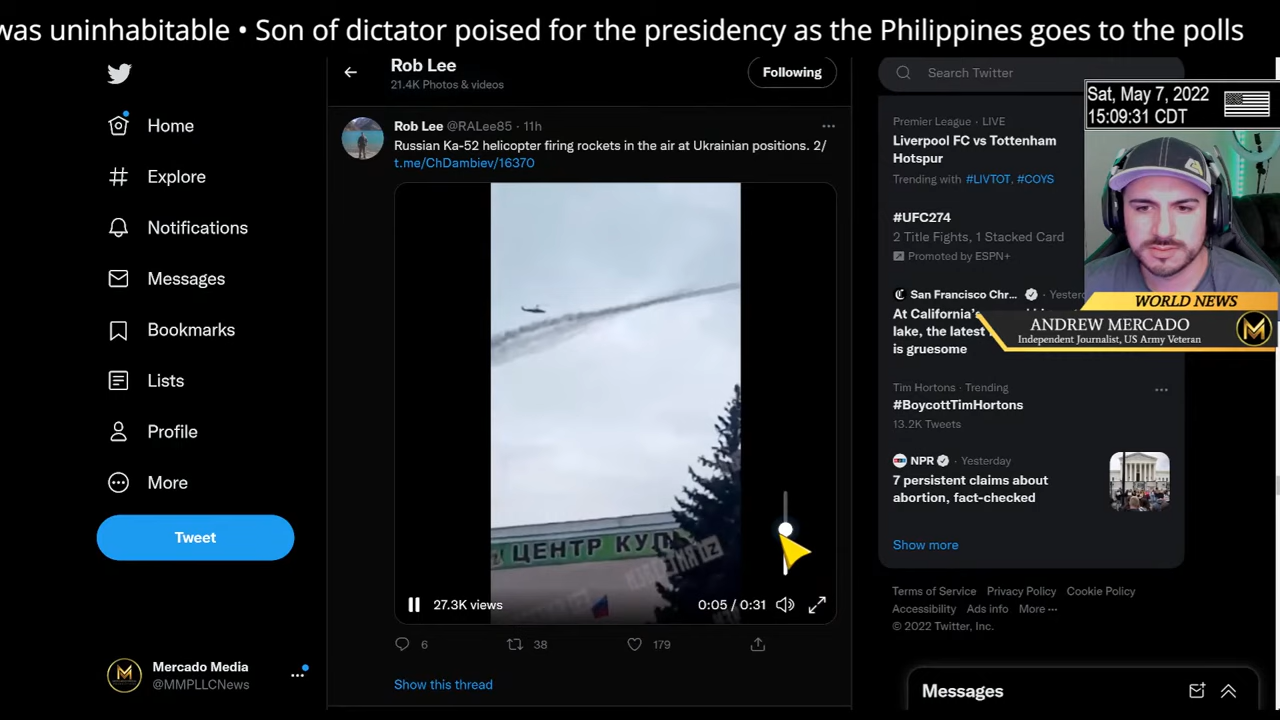 was uninhabitable • Son of dictator poised for the presidency as the Philippines goes to the polls
Home
Explore
Notifications
Messages
Bookmarks
Lists
Profile
More
Tweet
Mercado Media
@MMPLLCNews
Rob Lee
21.4K Photos & videos
Following
Rob Lee @RALee85 · 11h
Russian Ka-52 helicopter firing rockets in the air at Ukrainian positions. 2/
t.me/ChDambiev/16370
ЦЕНТР КУЛ
27.3K views
0:05 / 0:31
6
38
179
Show this thread
Search Twitter
Sat, May 7, 2022
15:09:31 CDT
Premier League · LIVE
Liverpool FC vs Tottenham
Hotspur
Trending with #LIVTOT, #COYS
#UFC274
2 Title Fights, 1 Stacked Card
Promoted by ESPN+
San Francisco Chr...
At California's
lake, the latest
is gruesome
WORLD NEWS
ANDREW MERCADO
Independent Journalist, US Army Veteran
Tim Hortons · Trending
#BoycottTimHortons
13.2K Tweets
NPR · Yesterday
7 persistent claims about
abortion, fact-checked
Show more
Terms of Service Privacy Policy Cookie Policy
Accessibility Ads info More ···
© 2022 Twitter, Inc.
Messages